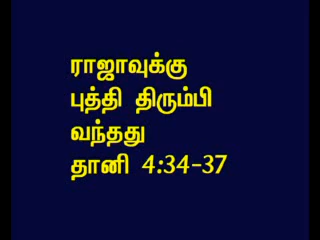 ராஜாவுக்கு
புத்தி திரும்பி
வந்தது
தானி 4:34-37